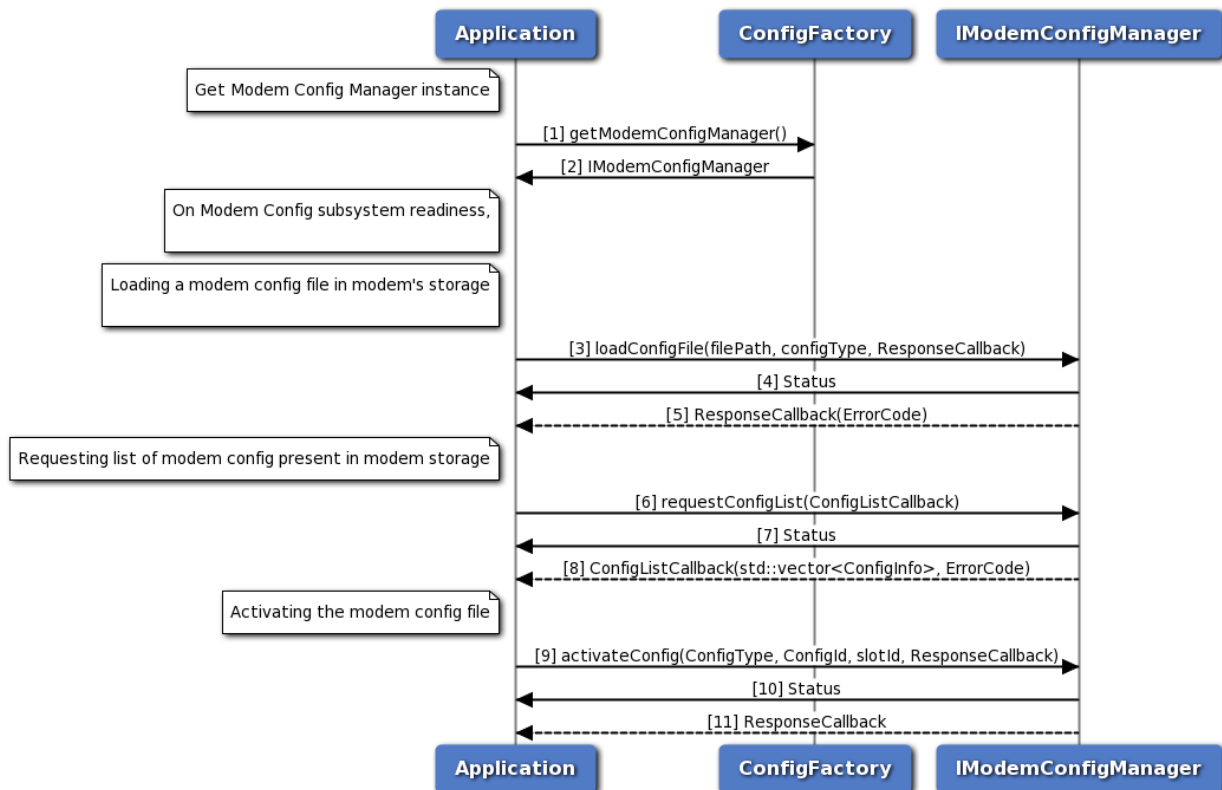 Application
ConfigFactory
IModemConfigManager
Get Modem Config Manager instance
[1] getModemConfigManager()
[2] IModemConfigManager
On Modem Config subsystem readiness,
Loading a modem config file in modem's storage
[3] loadConfigFile(filePath, configType, ResponseCallback)
[4] Status
[5] ResponseCallback(ErrorCode)
Requesting list of modem config present in modem storage
[6] requestConfigList(ConfigListCallback)
[7] Status
[8] ConfigListCallback(std::vector<ConfigInfo>, ErrorCode)
Activating the modem config file
[9] activateConfig(ConfigType, ConfigId, slotId, ResponseCallback)
[10] Status
[11] ResponseCallback
Application
ConfigFactory
IModemConfigManager